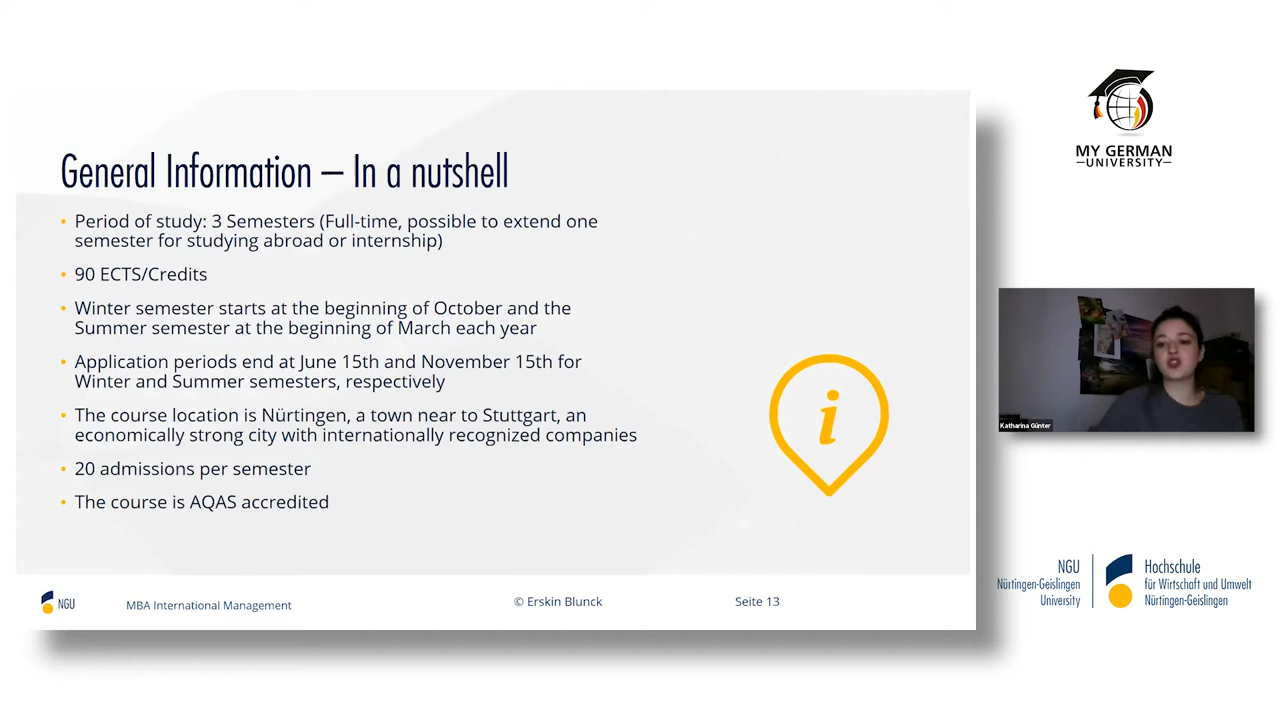 General Information – In a nutshell
• Period of study: 3 Semesters (Full-time, possible to extend one
semester for studying abroad or internship)
• 90 ECTS/Credits
• Winter semester starts at the beginning of October and the
Summer semester at the beginning of March each year
• Application periods end at June 15th and November 15th for
Winter and Summer semesters, respectively
• The course location is Nürtingen, a town near to Stuttgart, an
economically strong city with internationally recognized companies
• 20 admissions per semester
• The course is AQAS accredited
i
NGU
MBA International Management
© Erskin Blunck
Seite 13
MY GERMAN
UNIVERSITY
Katharina Günter
NGU
Nürtingen-Geislingen
University
Hochschule
für Wirtschaft und Umwelt
Nürtingen-Geislingen